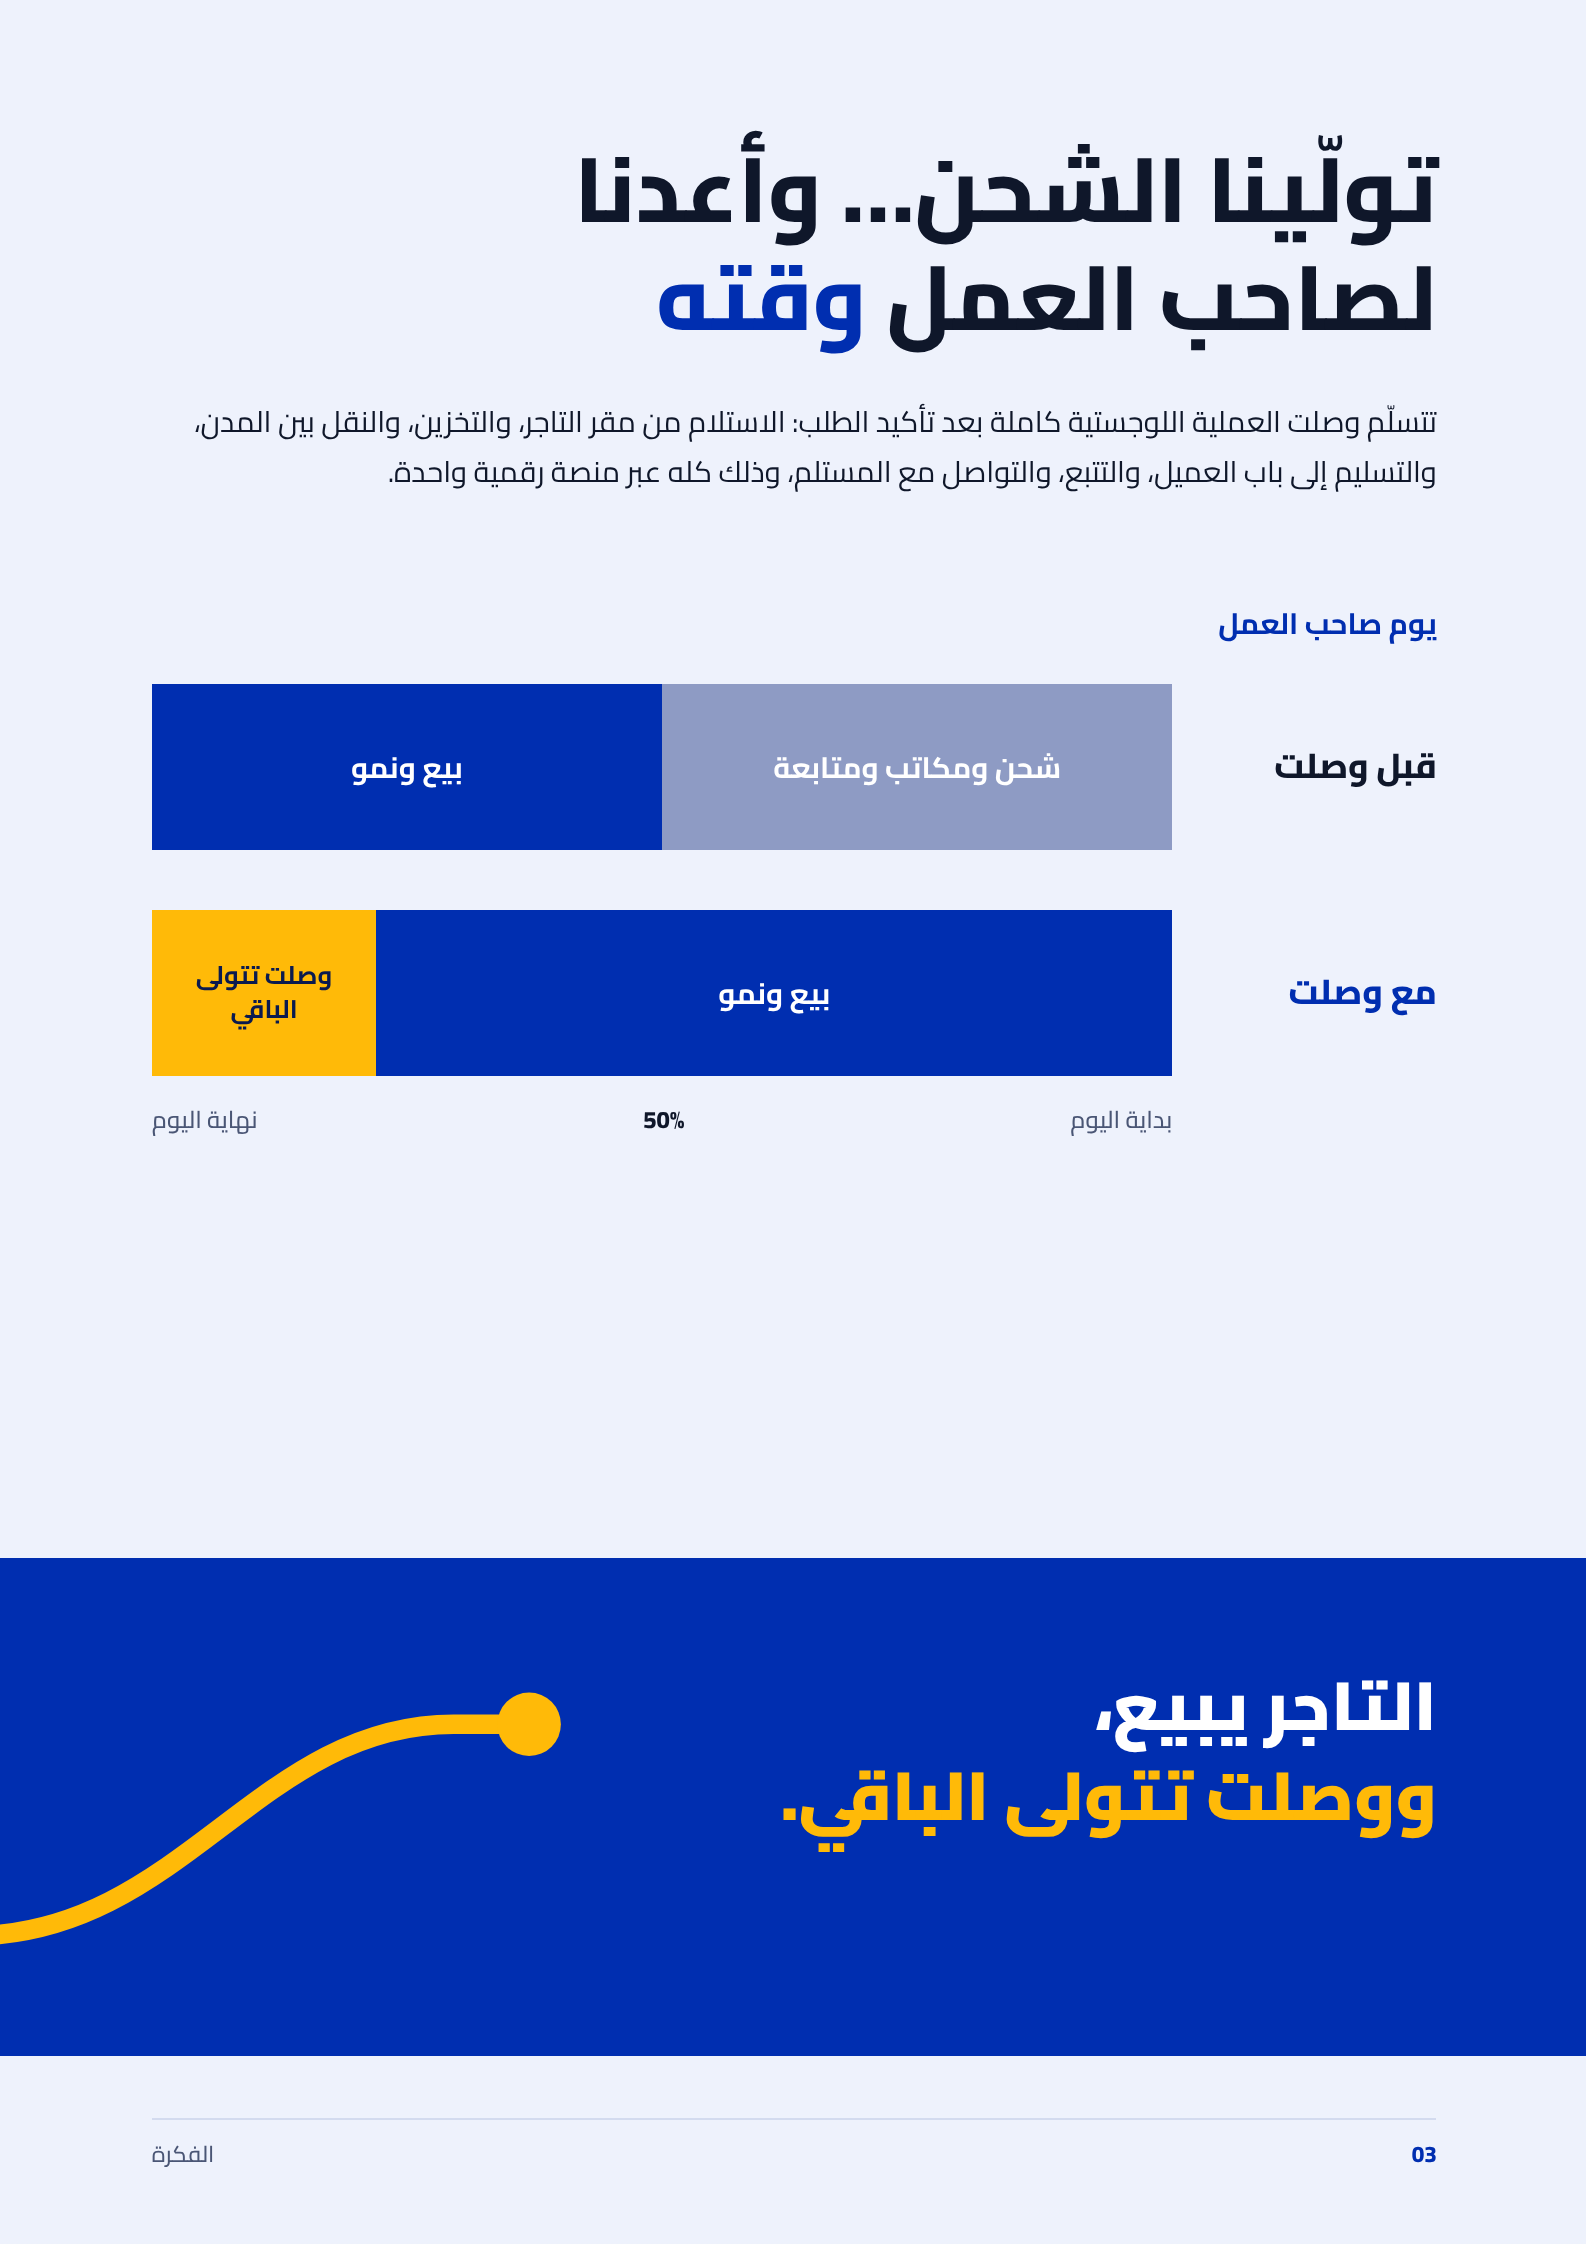 تولّينا الشحن... وأعدنا
لصاحب العمل وقته
تتسلّم وصلت العملية اللوجستية كاملة بعد تأكيد الطلب: الاستلام من مقر التاجر، والتخزين، والنقل بين المدن،
والتسليم إلى باب العميل، والتتبع، والتواصل مع المستلم، وذلك كله عبر منصة رقمية واحدة.
يوم صاحب العمل
قبل وصلت
شحن ومكاتب ومتابعة
بيع ونمو
مع وصلت
بيع ونمو
وصلت تتولى
الباقي
بداية اليوم
50%
نهاية اليوم
التاجر يبيع،
ووصلت تتولى الباقي.
03
الفكرة